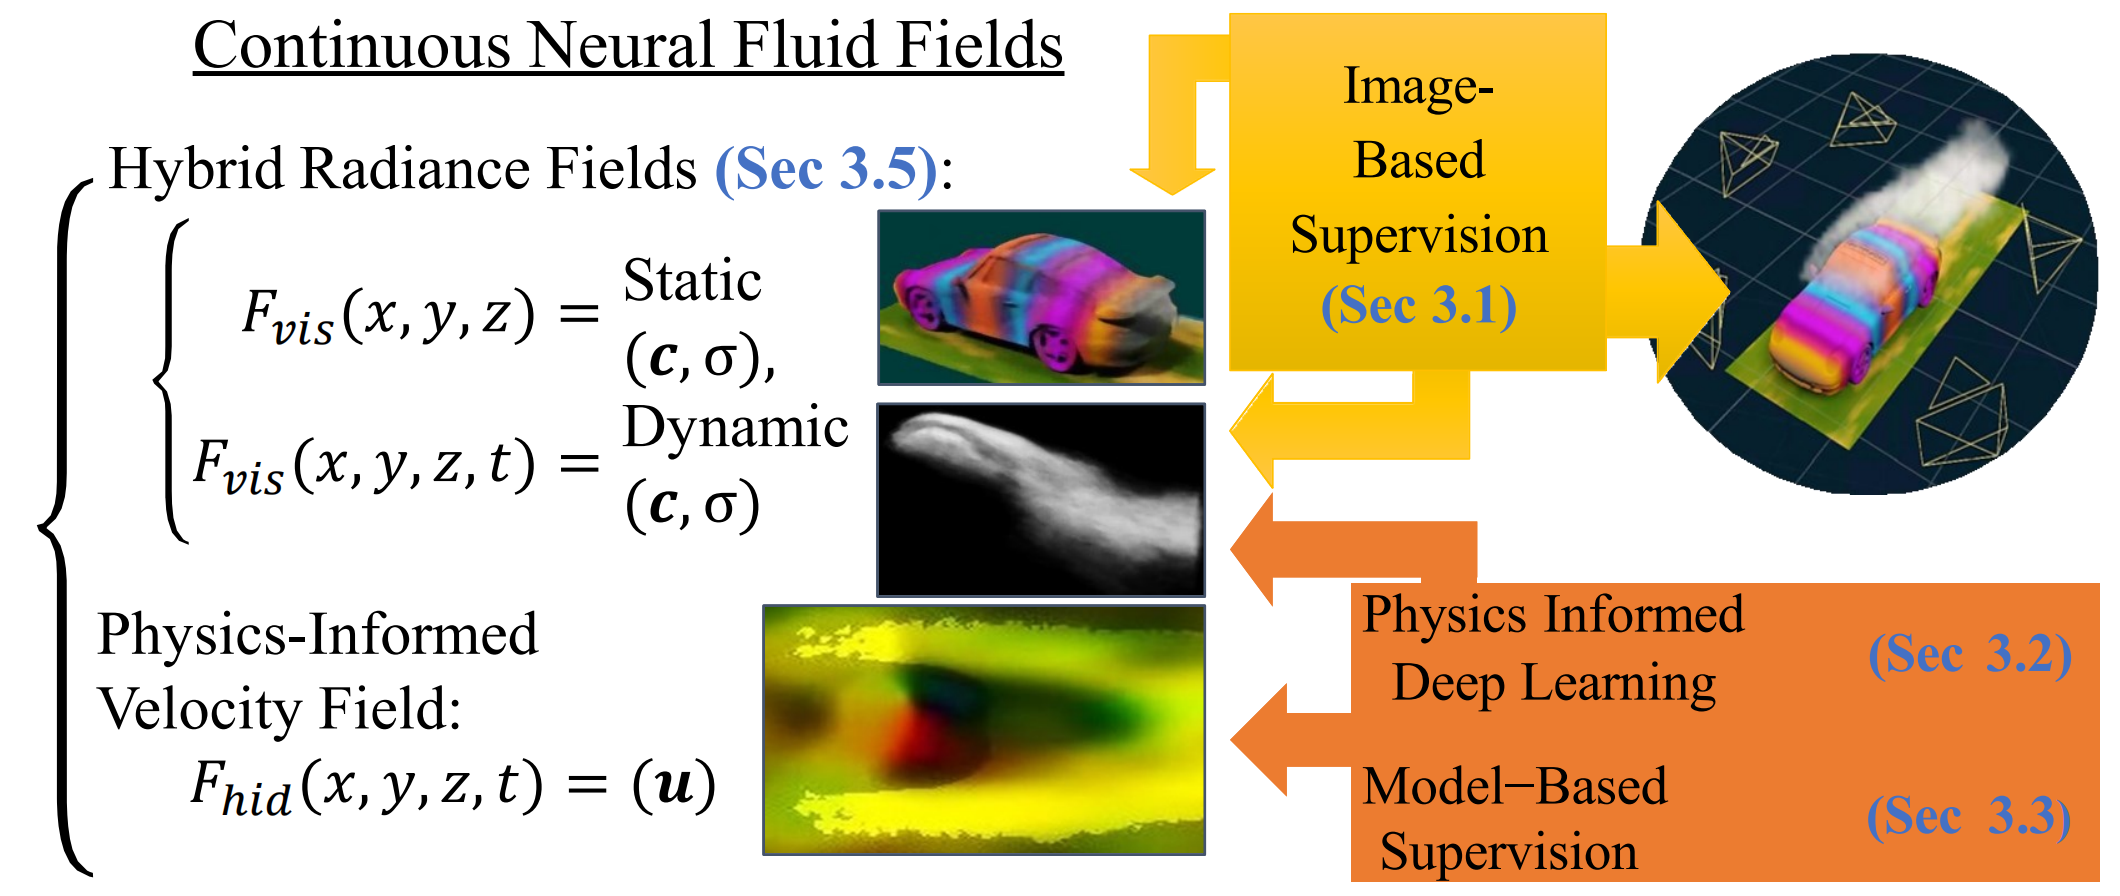 Continuous Neural Fluid Fields
Hybrid Radiance Fields (Sec 3.5):
F_vis(x, y, z) = Static (c, σ),
F_vis(x, y, z, t) = Dynamic (c, σ)
Physics-Informed
Velocity Field:
F_hid(x, y, z, t) = (u)
Image-
Based
Supervision
(Sec 3.1)
Physics Informed
Deep Learning
(Sec 3.2)
Model−Based
Supervision
(Sec 3.3)